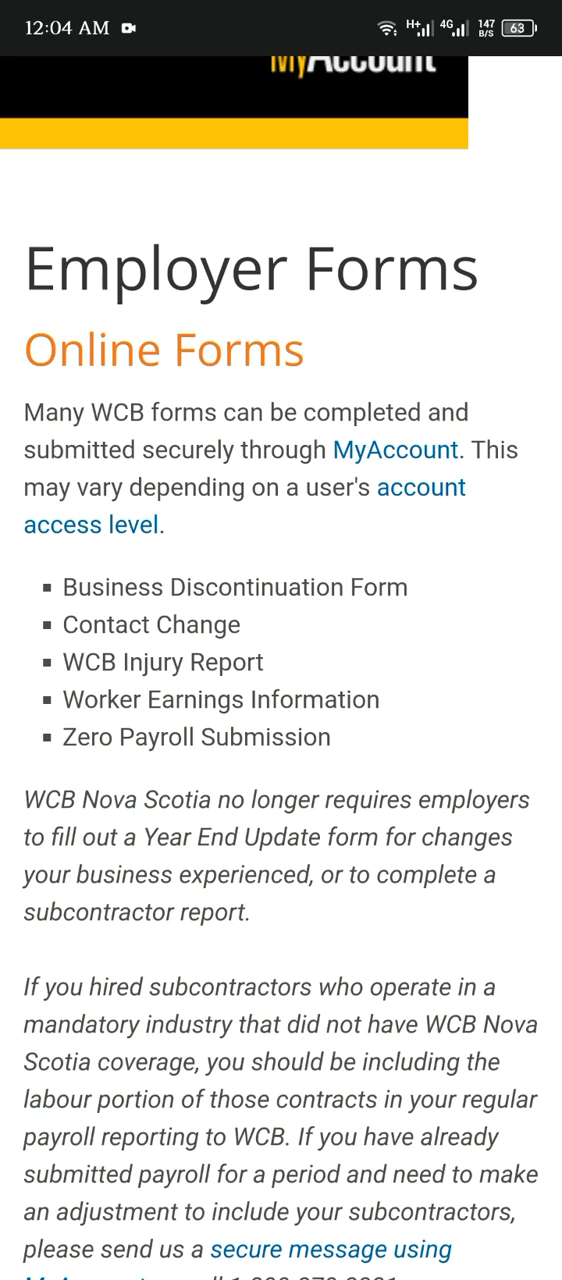 12:04 AM H+ 4G 147 B/S 63
MyAccount
Employer Forms
Online Forms
Many WCB forms can be completed and
submitted securely through MyAccount. This
may vary depending on a user's account
access level.
▪ Business Discontinuation Form
▪ Contact Change
▪ WCB Injury Report
▪ Worker Earnings Information
▪ Zero Payroll Submission
WCB Nova Scotia no longer requires employers
to fill out a Year End Update form for changes
your business experienced, or to complete a
subcontractor report.
If you hired subcontractors who operate in a
mandatory industry that did not have WCB Nova
Scotia coverage, you should be including the
labour portion of those contracts in your regular
payroll reporting to WCB. If you have already
submitted payroll for a period and need to make
an adjustment to include your subcontractors,
please send us a secure message using